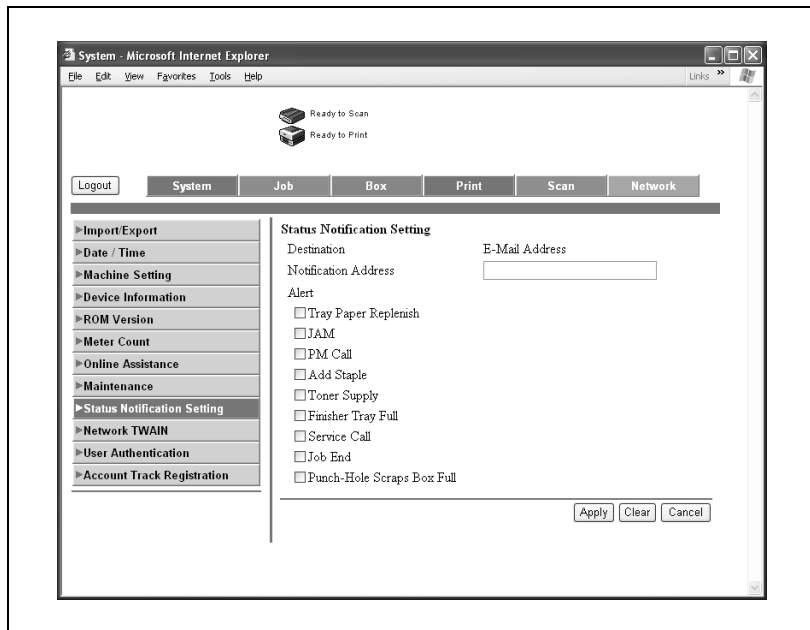 System - Microsoft Internet Explorer
File Edit View Favorites Tools Help Links »
Ready to Scan
Ready to Print
Logout System Job Box Print Scan Network
Import/Export
Date / Time
Machine Setting
Device Information
ROM Version
Meter Count
Online Assistance
Maintenance
Status Notification Setting
Network TWAIN
User Authentication
Account Track Registration
Status Notification Setting
Destination E-Mail Address
Notification Address
Alert
Tray Paper Replenish
JAM
PM Call
Add Staple
Toner Supply
Finisher Tray Full
Service Call
Job End
Punch-Hole Scraps Box Full
Apply Clear Cancel